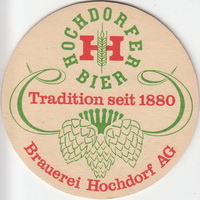 HOCHDORFER
H
BIER
Tradition seit 1880
Brauerei Hochdorf AG